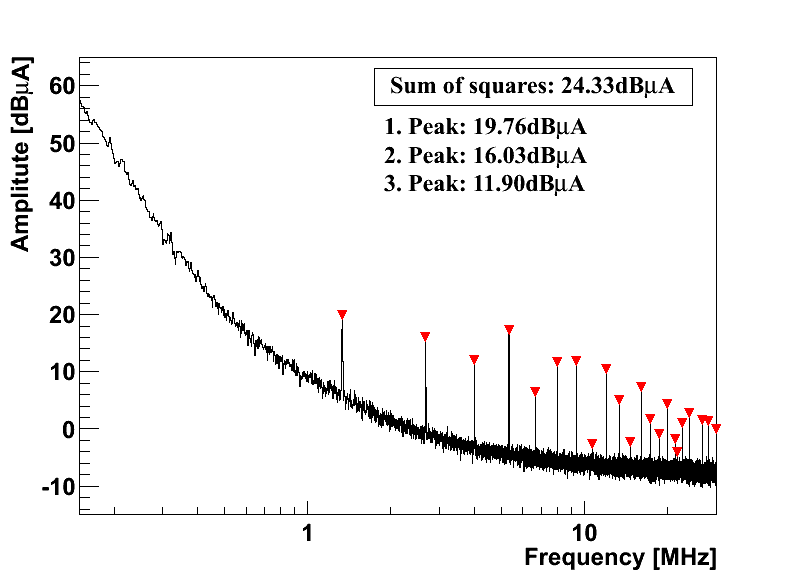 Amplitude [dBμA]
60
50
40
30
20
10
0
-10
Sum of squares: 24.33dBμA
1. Peak: 19.76dBμA
2. Peak: 16.03dBμA
3. Peak: 11.90dBμA
1
10
Frequency [MHz]